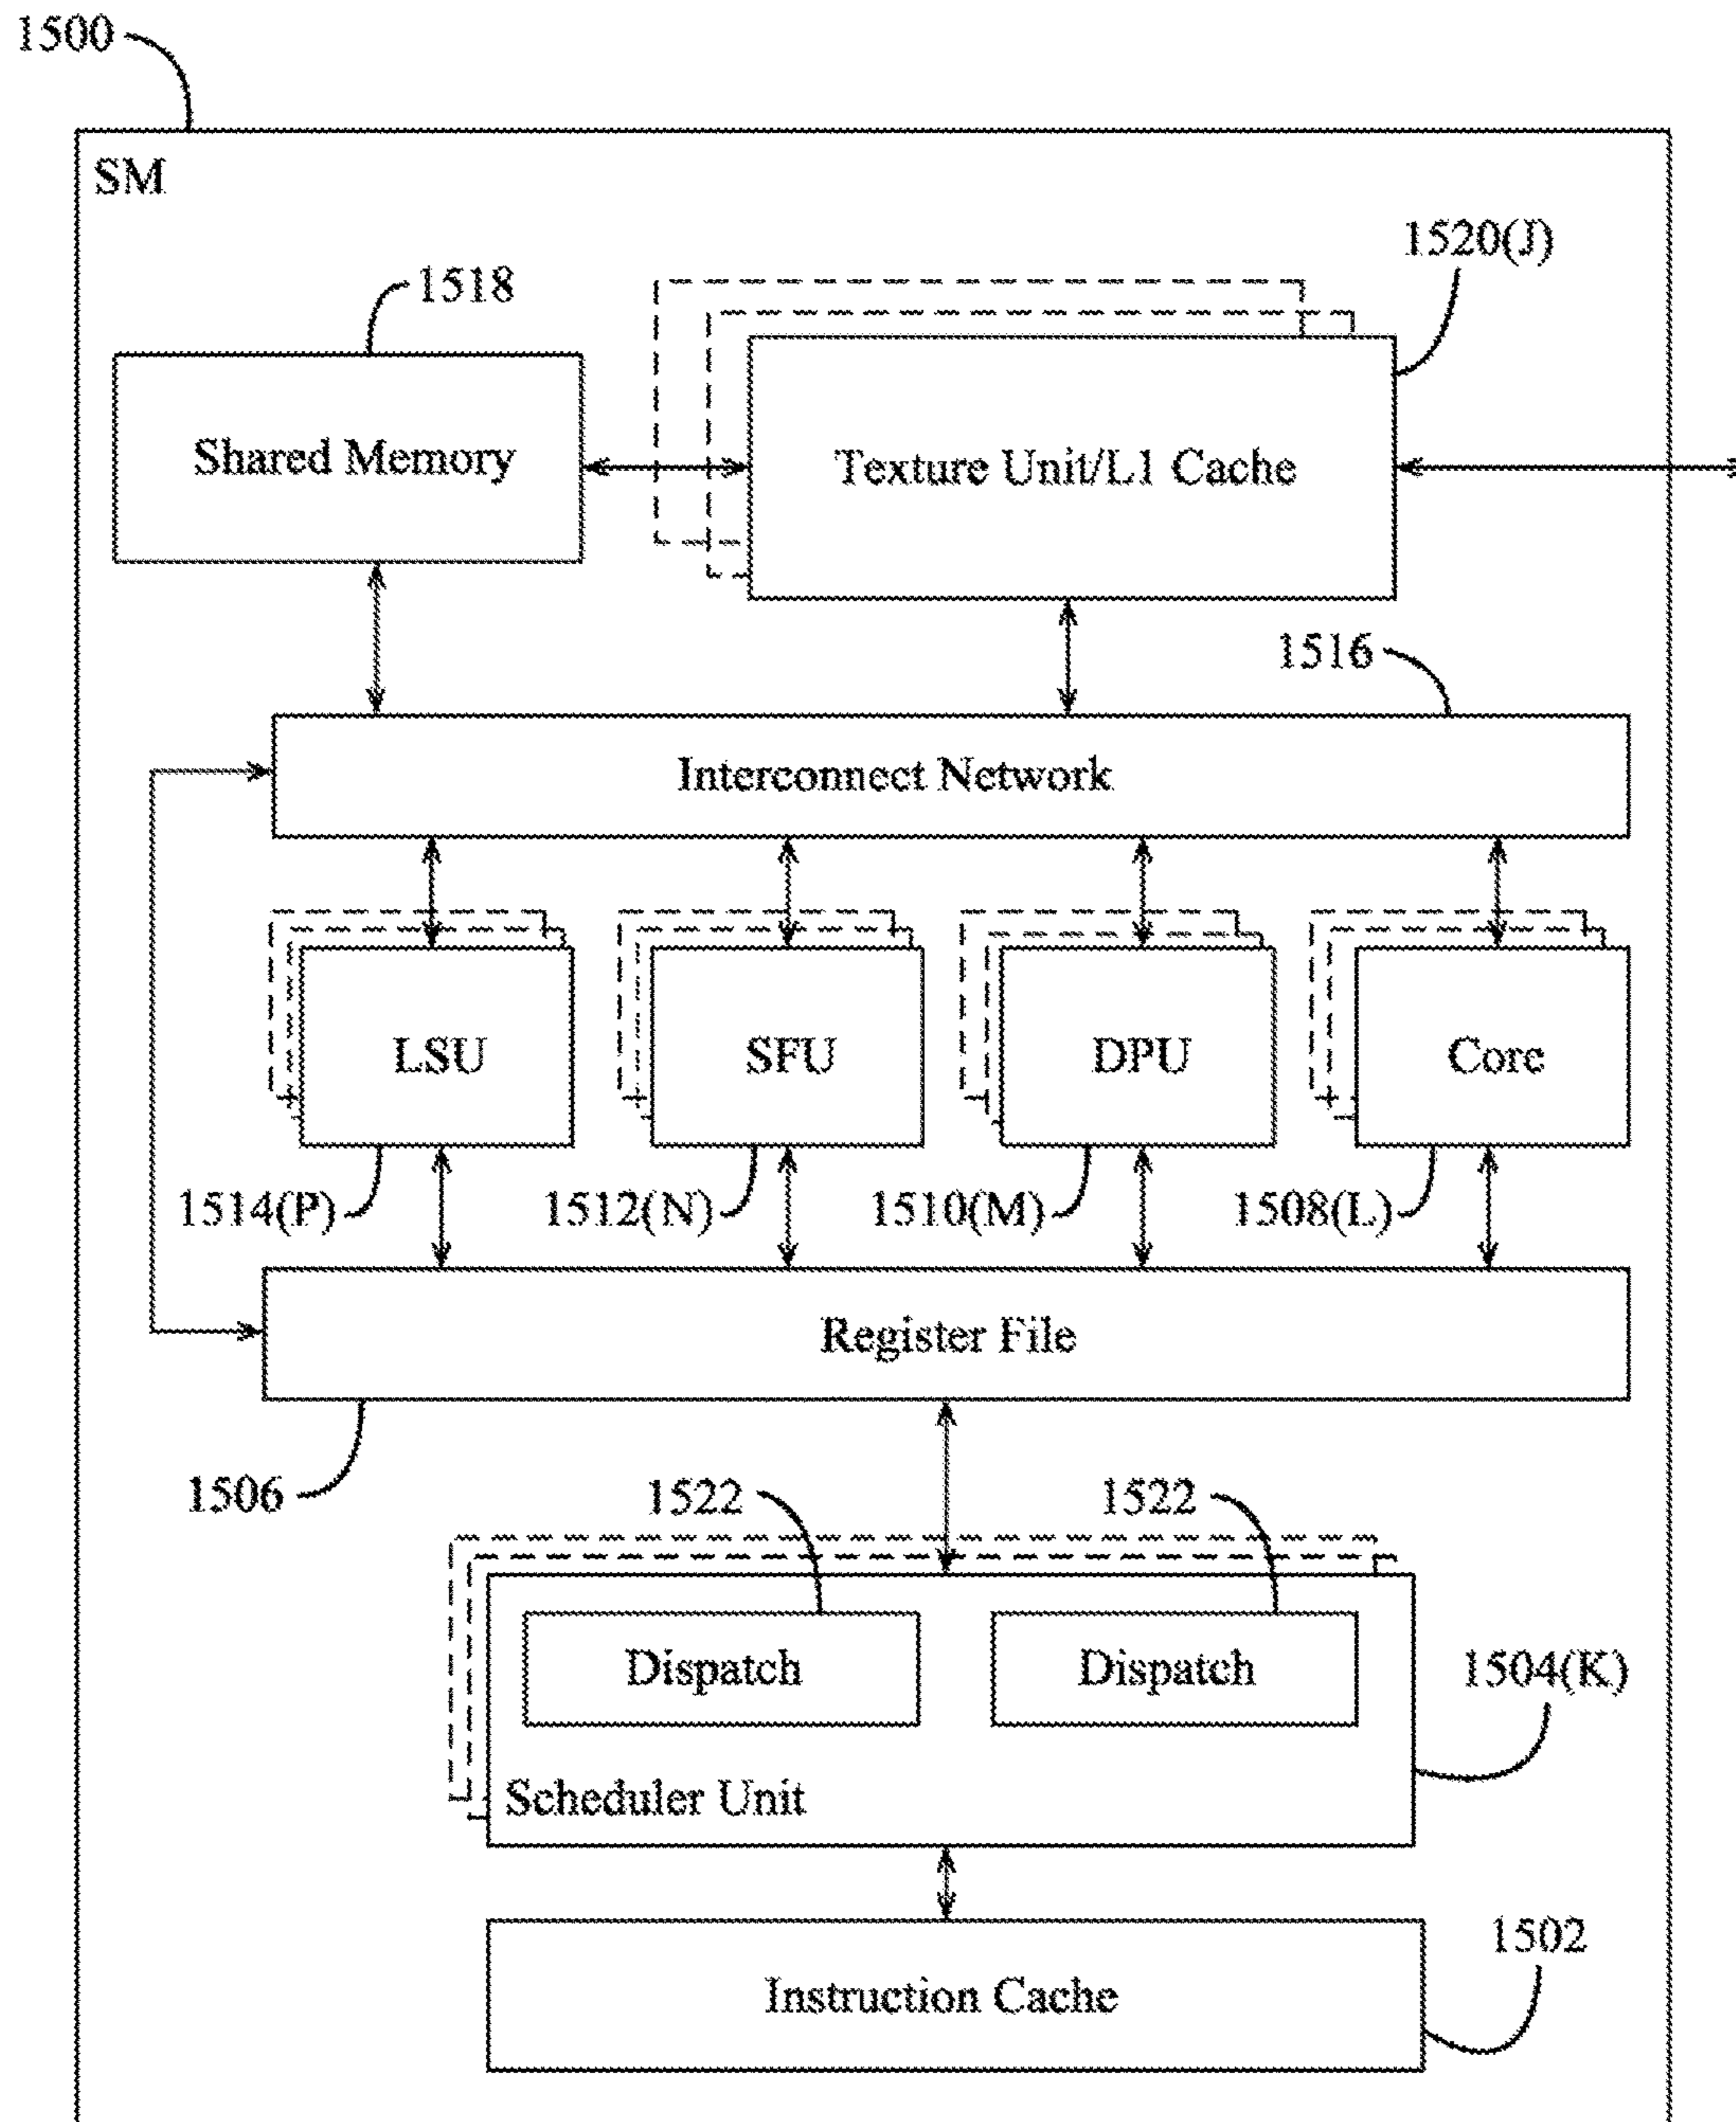 1500
SM
1520(J)
1518
Shared Memory
Texture Unit/L1 Cache
1516
Interconnect Network
LSU
SFU
DPU
Core
1514(P)
1512(N)
1510(M)
1508(L)
Register File
1506
1522
1522
Dispatch
Dispatch
1504(K)
Scheduler Unit
1502
Instruction Cache